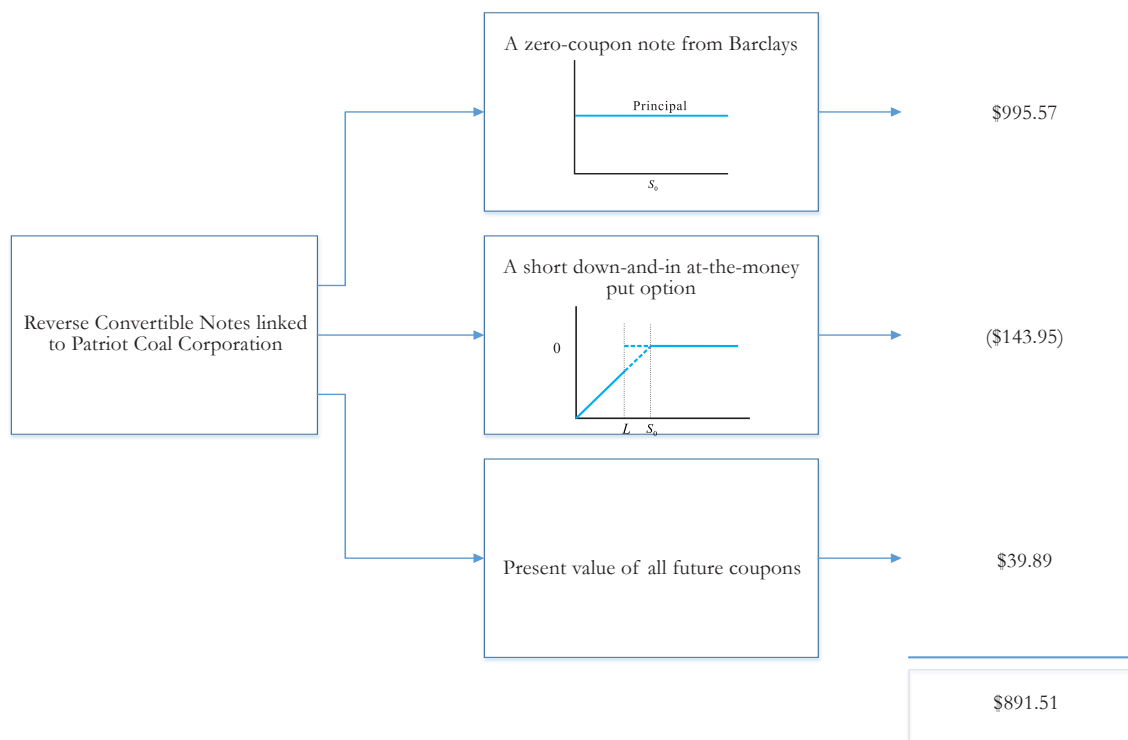 A zero-coupon note from Barclays
Principal
S₀
$995.57
Reverse Convertible Notes linked
to Patriot Coal Corporation
A short down-and-in at-the-money
put option
0
L S₀
($143.95)
Present value of all future coupons
$39.89
$891.51